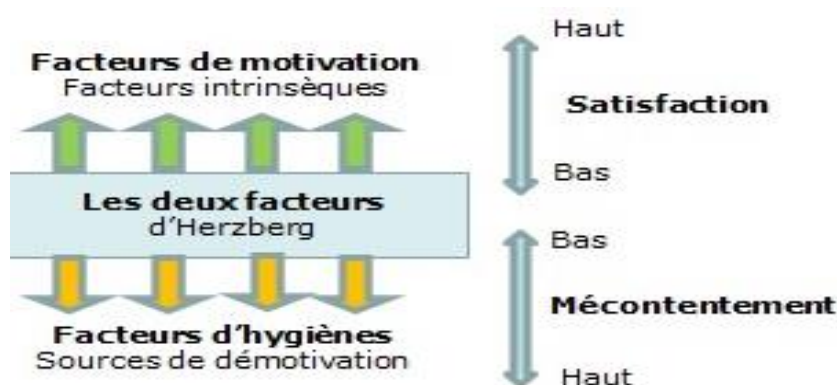 Facteurs de motivation
Facteurs intrinsèques
Les deux facteurs
d'Herzberg
Facteurs d'hygiènes
Sources de démotivation
Haut
Satisfaction
Bas
Bas
Mécontentement
Haut